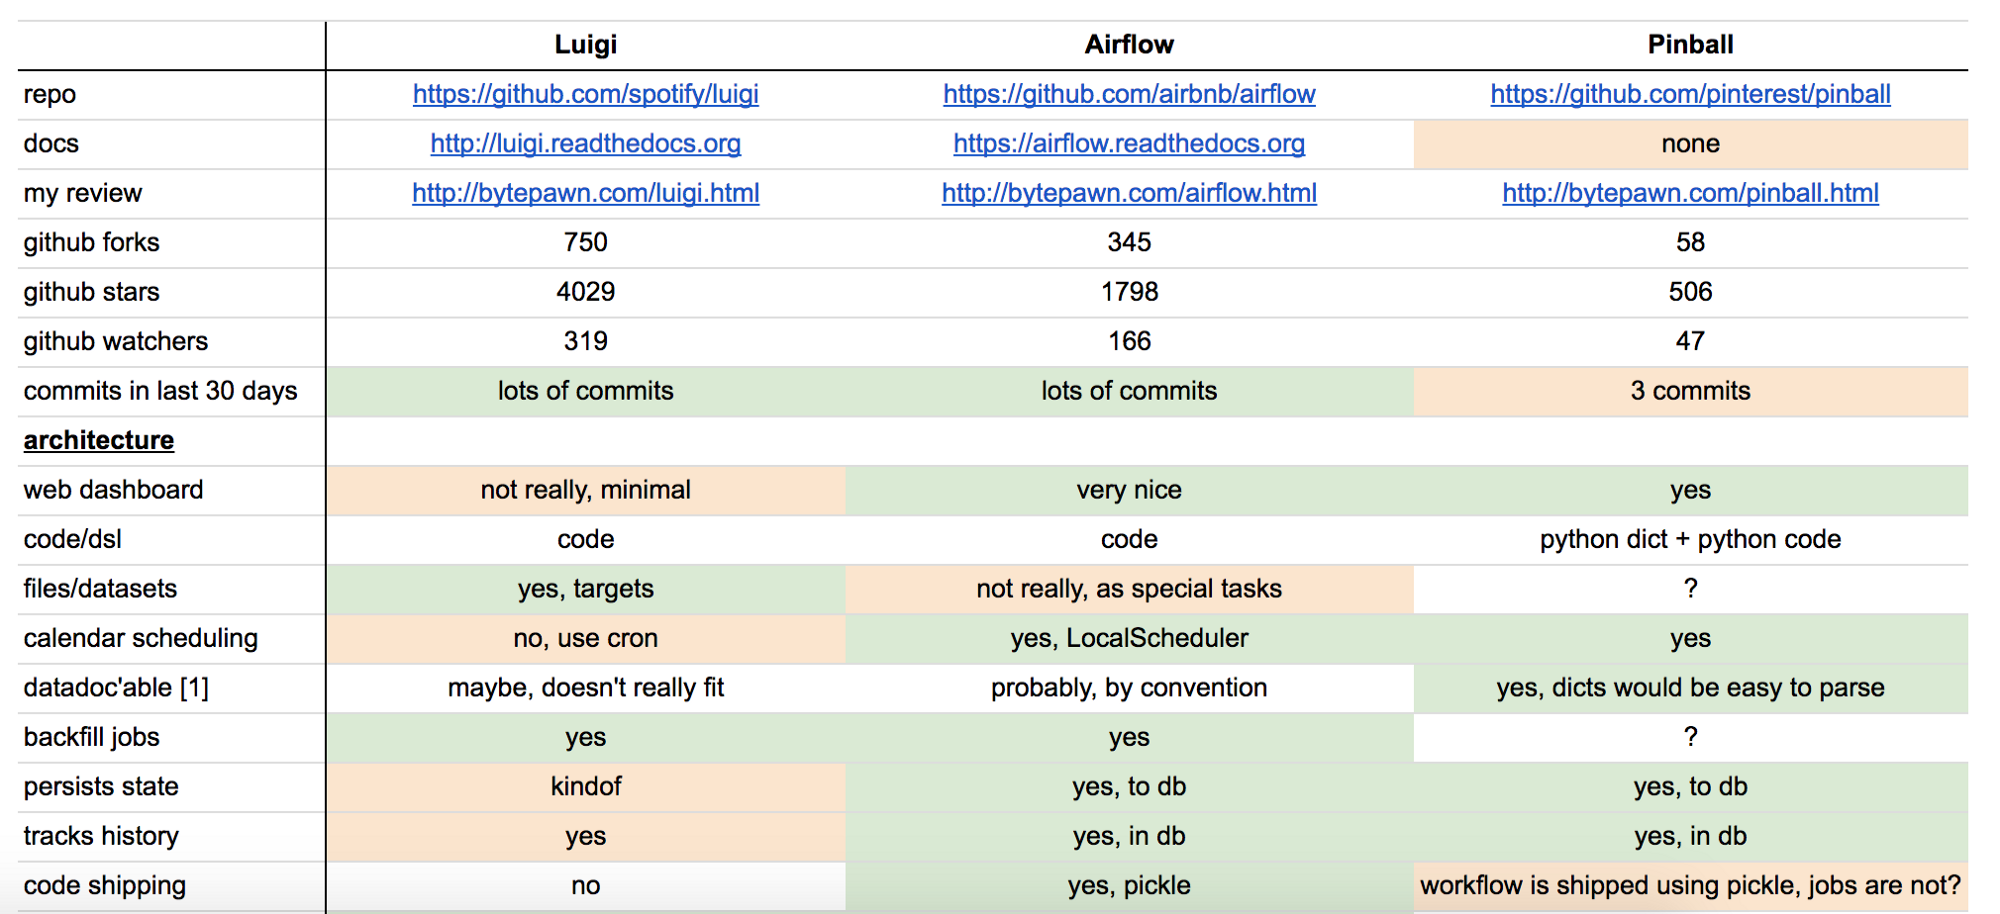 Luigi Airflow Pinball
repo https://github.com/spotify/luigi https://github.com/airbnb/airflow https://github.com/pinterest/pinball
docs http://luigi.readthedocs.org https://airflow.readthedocs.org none
my review http://bytepawn.com/luigi.html http://bytepawn.com/airflow.html http://bytepawn.com/pinball.html
github forks 750 345 58
github stars 4029 1798 506
github watchers 319 166 47
commits in last 30 days lots of commits lots of commits 3 commits
architecture
web dashboard not really, minimal very nice yes
code/dsl code code python dict + python code
files/datasets yes, targets not really, as special tasks ?
calendar scheduling no, use cron yes, LocalScheduler yes
datadoc'able [1] maybe, doesn't really fit probably, by convention yes, dicts would be easy to parse
backfill jobs yes yes ?
persists state kindof yes, to db yes, to db
tracks history yes yes, in db yes, in db
code shipping no yes, pickle workflow is shipped using pickle, jobs are not?